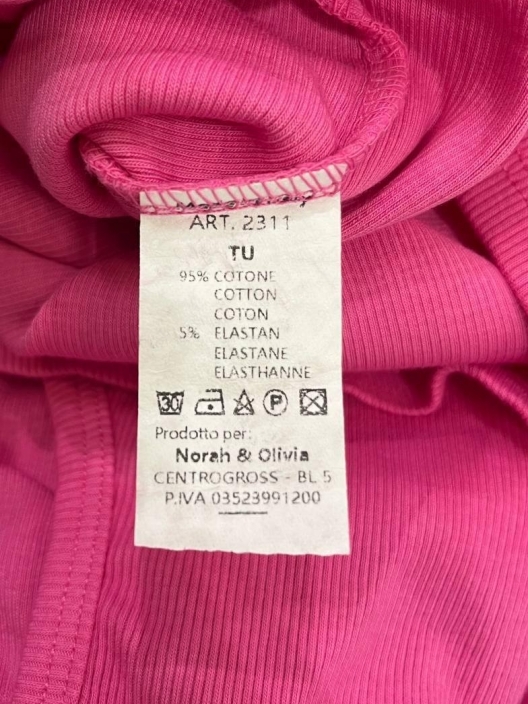 ART. 2311
TU
95% COTONE
COTTON
COTON
5% ELASTAN
ELASTANE
ELASTHANNE
30 P
Prodotto per:
Norah & Olivia
CENTROGROSS - BL 5
P.IVA 03523991200